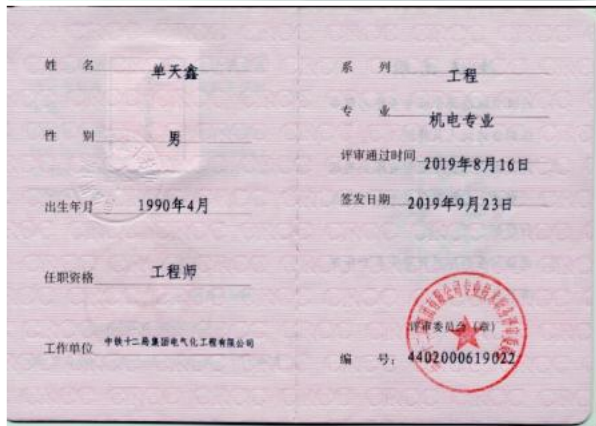 姓 名 单天鑫
性 别 男
出生年月 1990年4月
任职资格 工程师
工作单位 中铁十二局集团电气化工程有限公司
系 列 工程
专 业 机电专业
评审通过时间 2019年8月16日
签发日期 2019年9月23日
评审委员会（章）
编 号： 4402000619022